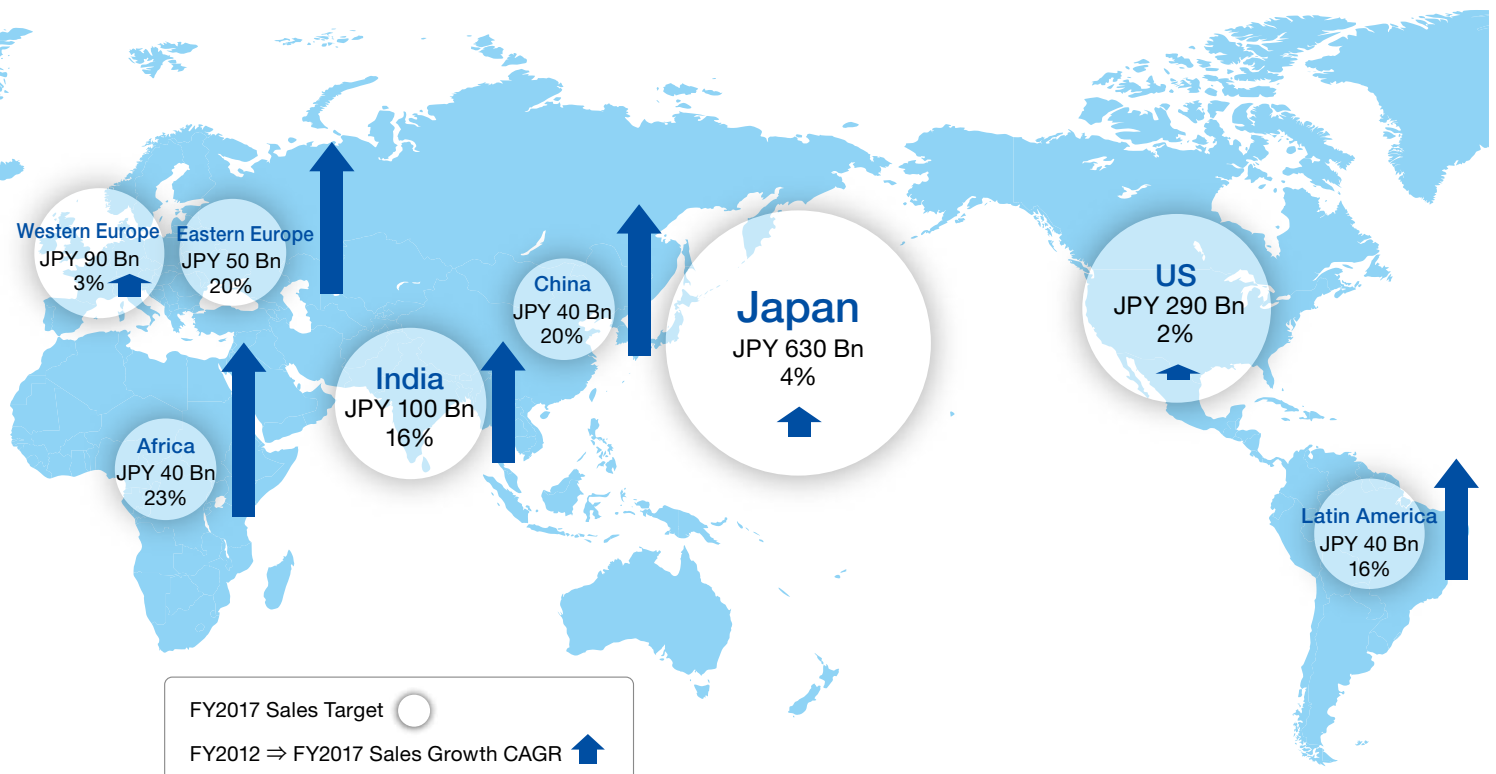 Western Europe
JPY 90 Bn
3%
Eastern Europe
JPY 50 Bn
20%
China
JPY 40 Bn
20%
Japan
JPY 630 Bn
4%
US
JPY 290 Bn
2%
India
JPY 100 Bn
16%
Africa
JPY 40 Bn
23%
Latin America
JPY 40 Bn
16%
FY2017 Sales Target
FY2012 ⇒ FY2017 Sales Growth CAGR